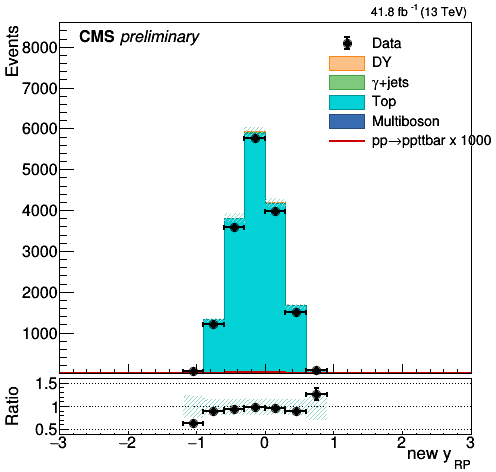 41.8 fb⁻¹ (13 TeV)
CMS preliminary
Events
8000
7000
6000
5000
4000
3000
2000
1000
Data
DY
γ+jets
Top
Multiboson
pp→ppttbar x 1000
Ratio
1.5
1
0.5
−3 −2 −1 0 1 2 3
new y_RP